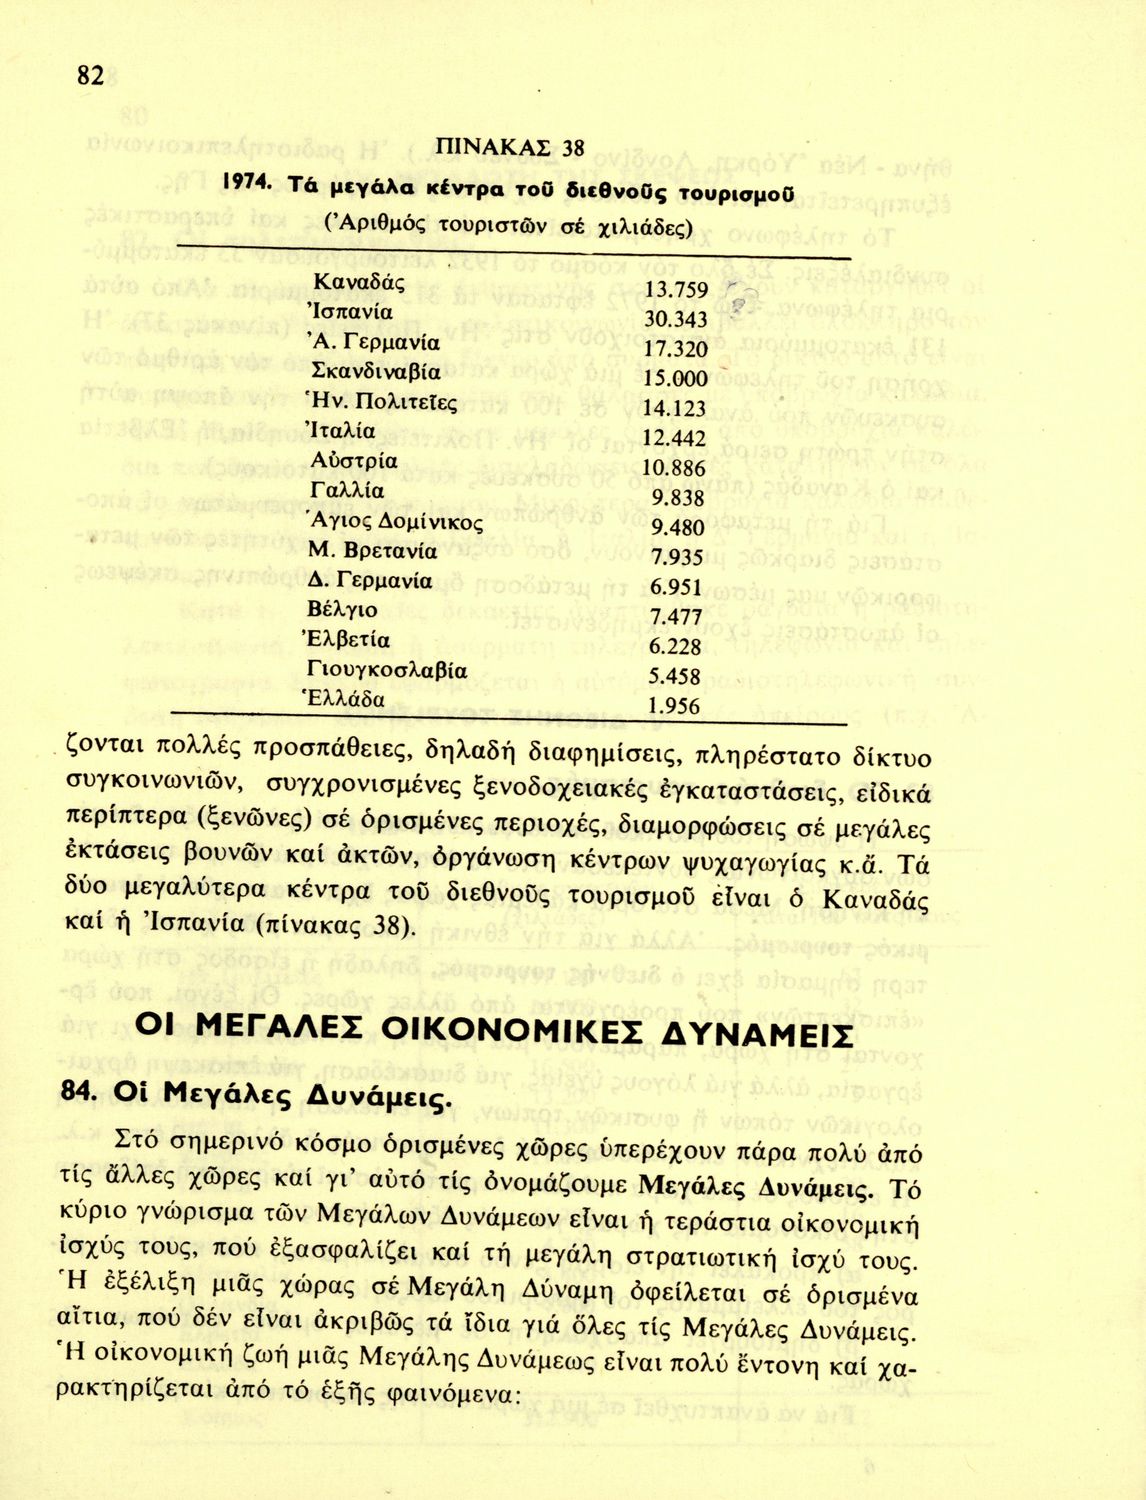 82
ΠΙΝΑΚΑΣ 38
1974. Τά μεγάλα κέντρα τοῦ διεθνοῦς τουρισμοῦ
(Ἀριθμός τουριστῶν σέ χιλιάδες)
Καναδάς 13.759
Ἰσπανία 30.343
Ἀ. Γερμανία 17.320
Σκανδιναβία 15.000
Ἡν. Πολιτεῖες 14.123
Ἰταλία 12.442
Αὐστρία 10.886
Γαλλία 9.838
Ἅγιος Δομίνικος 9.480
Μ. Βρετανία 7.935
Δ. Γερμανία 6.951
Βέλγιο 7.477
Ἐλβετία 6.228
Γιουγκοσλαβία 5.458
Ἑλλάδα 1.956
ζονται πολλές προσπάθειες, δηλαδή διαφημίσεις, πληρέστατο δίκτυο
συγκοινωνιῶν, συγχρονισμένες ξενοδοχειακές ἐγκαταστάσεις, εἰδικά
περίπτερα (ξενῶνες) σέ ὁρισμένες περιοχές, διαμορφώσεις σέ μεγάλες
ἐκτάσεις βουνῶν καί ἀκτῶν, ὀργάνωση κέντρων ψυχαγωγίας κ.ἄ. Τά
δύο μεγαλύτερα κέντρα τοῦ διεθνοῦς τουρισμοῦ εἶναι ὁ Καναδάς
καί ἡ Ἰσπανία (πίνακας 38).
ΟΙ ΜΕΓΑΛΕΣ ΟΙΚΟΝΟΜΙΚΕΣ ΔΥΝΑΜΕΙΣ
84. Οἱ Μεγάλες Δυνάμεις.
Στό σημερινό κόσμο ὁρισμένες χῶρες ὑπερέχουν πάρα πολύ ἀπό
τίς ἄλλες χῶρες καί γι' αὐτό τίς ὀνομάζουμε Μεγάλες Δυνάμεις. Τό
κύριο γνώρισμα τῶν Μεγάλων Δυνάμεων εἶναι ἡ τεράστια οἰκονομική
ἰσχύς τους, πού ἐξασφαλίζει καί τή μεγάλη στρατιωτική ἰσχύ τους.
Ἡ ἐξέλιξη μιᾶς χώρας σέ Μεγάλη Δύναμη ὀφείλεται σέ ὁρισμένα
αἴτια, πού δέν εἶναι ἀκριβῶς τά ἴδια γιά ὅλες τίς Μεγάλες Δυνάμεις.
Ἡ οἰκονομική ζωή μιᾶς Μεγάλης Δυνάμεως εἶναι πολύ ἔντονη καί χα-
ρακτηρίζεται ἀπό τό ἑξῆς φαινόμενα: